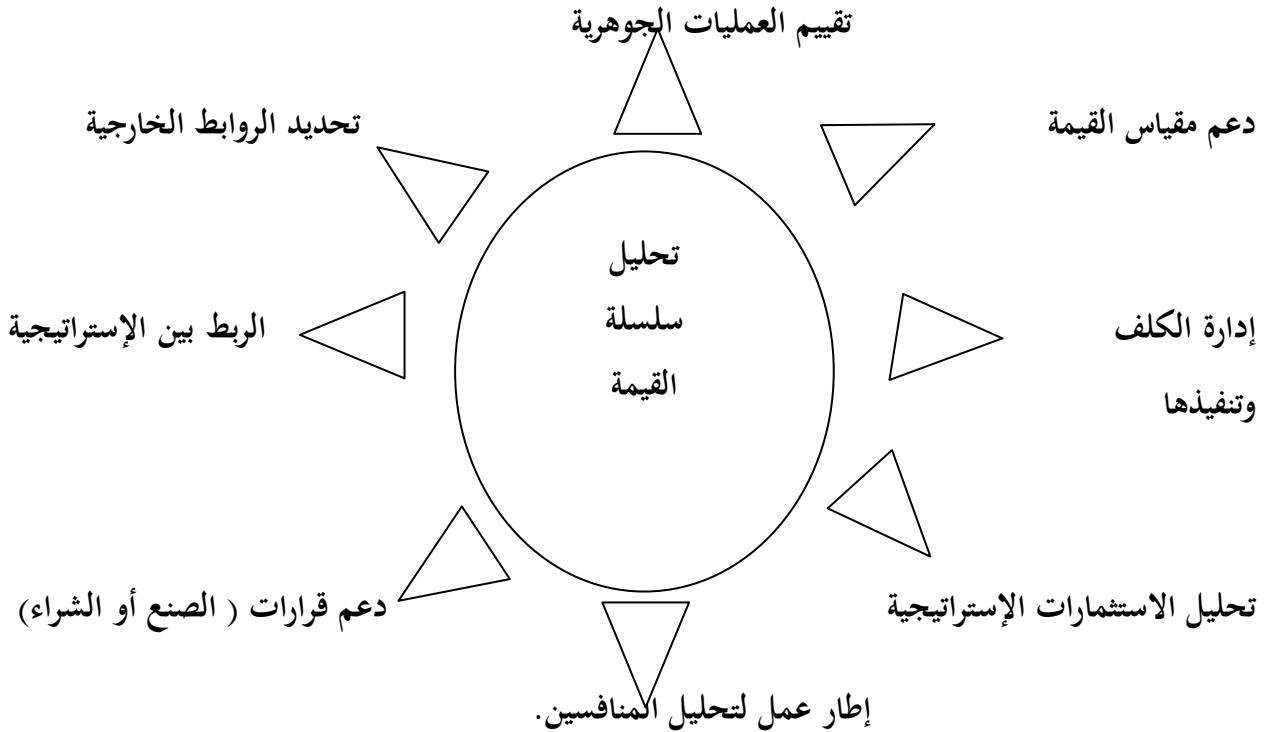 تقييم العمليات الجوهرية
دعم مقياس القيمة
تحديد الروابط الخارجية
تحليل
سلسلة
القيمة
إدارة الكلف
وتنفيذها
الربط بين الإستراتيجية
تحليل الاستثمارات الإستراتيجية
دعم قرارات ( الصنع أو الشراء)
إطار عمل لتحليل المنافسين.